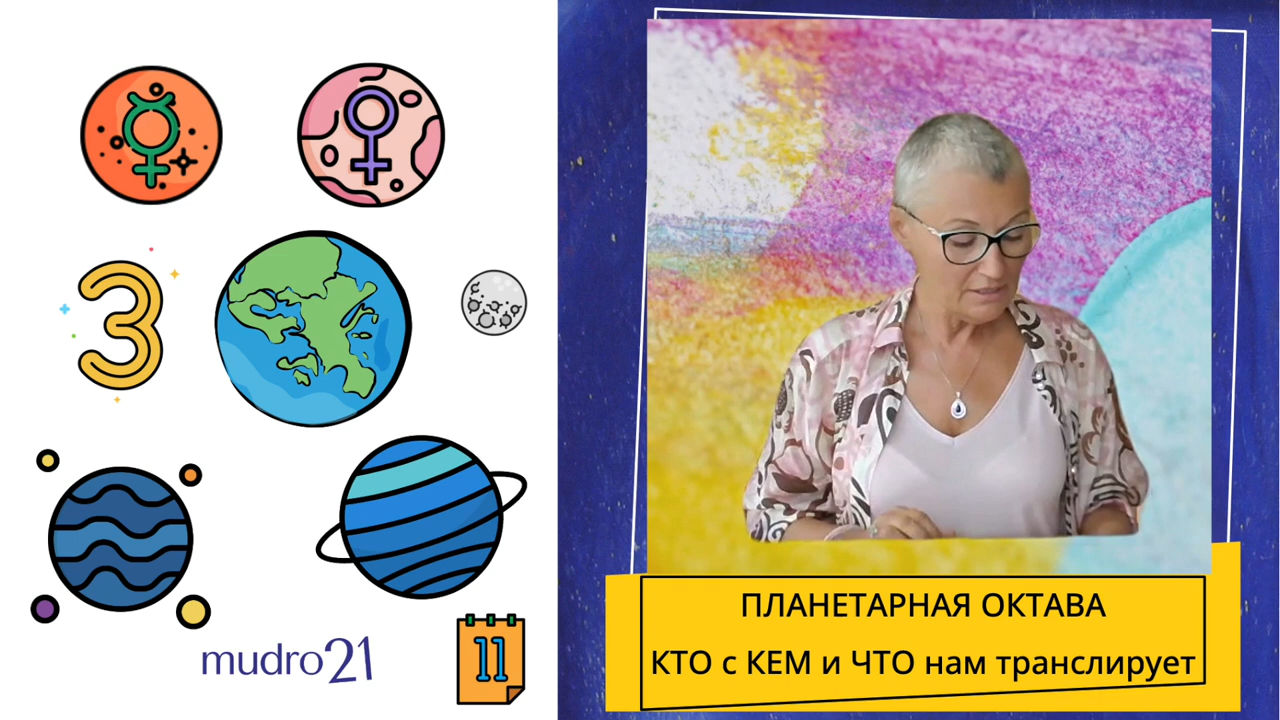 3
mudro21
11
ПЛАНЕТАРНАЯ ОКТАВА
КТО с КЕМ и ЧТО нам транслирует